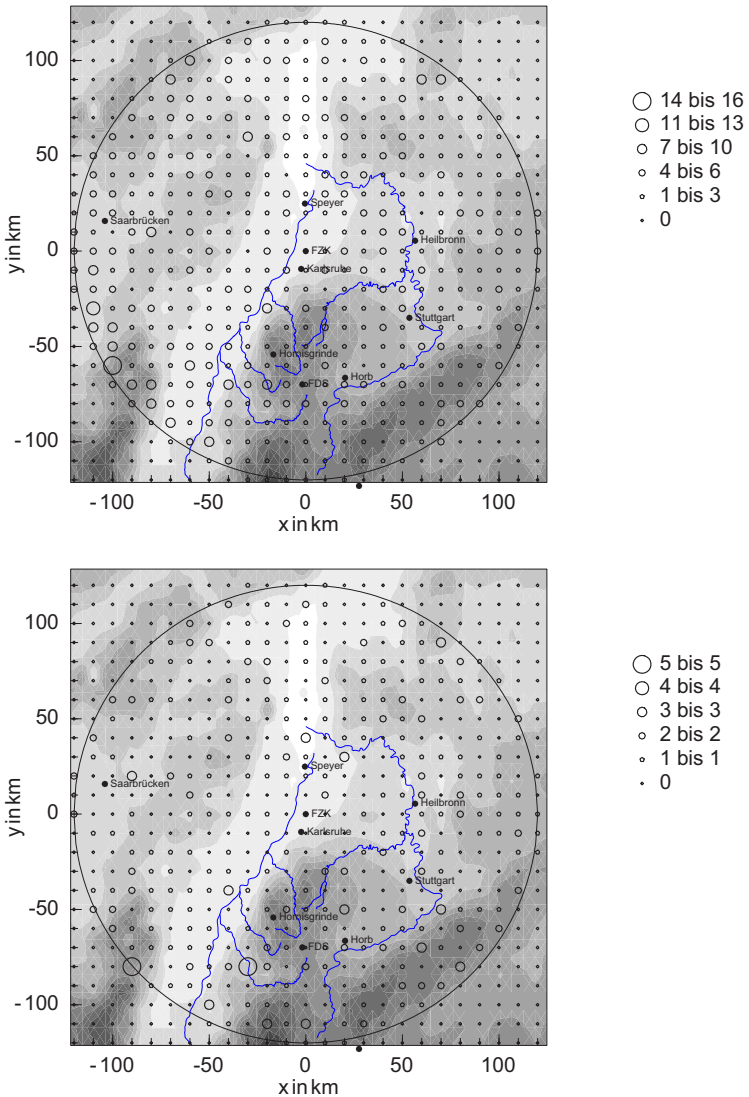 100
50
0
-50
-100
y in km
Saarbrücken
Speyer
FZK
Karlsruhe
Heilbronn
Stuttgart
Hornisgrinde
FDS
Horb
-100 -50 0 50 100
x in km
14 bis 16
11 bis 13
7 bis 10
4 bis 6
1 bis 3
0
100
50
0
-50
-100
y in km
Saarbrücken
Speyer
FZK
Karlsruhe
Heilbronn
Stuttgart
Hornisgrinde
FDS
Horb
-100 -50 0 50 100
x in km
5 bis 5
4 bis 4
3 bis 3
2 bis 2
1 bis 1
0